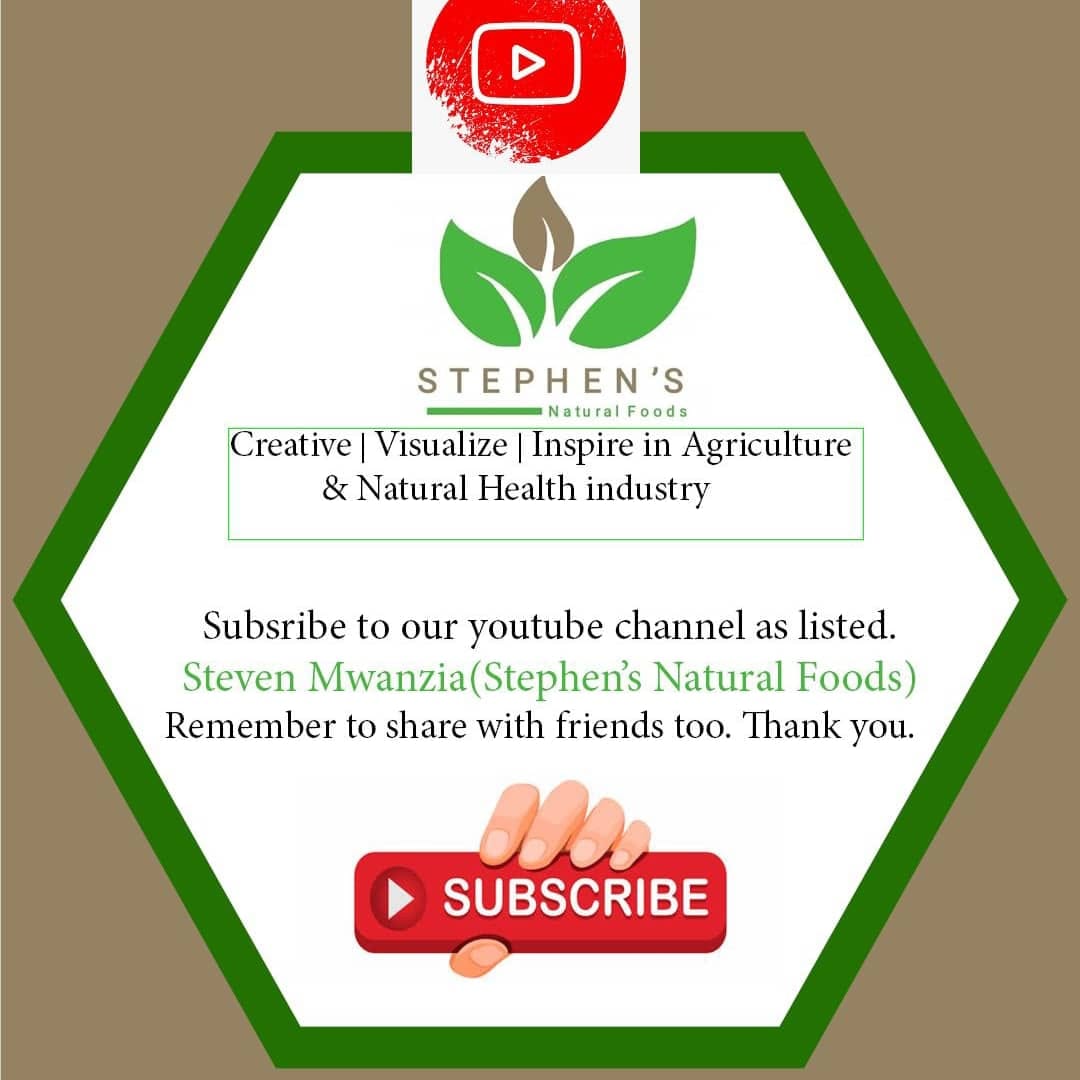 STEPHEN'S
Natural Foods
Creative | Visualize | Inspire in Agriculture
& Natural Health industry
Subsribe to our youtube channel as listed.
Steven Mwanzia(Stephen’s Natural Foods)
Remember to share with friends too. Thank you.
SUBSCRIBE